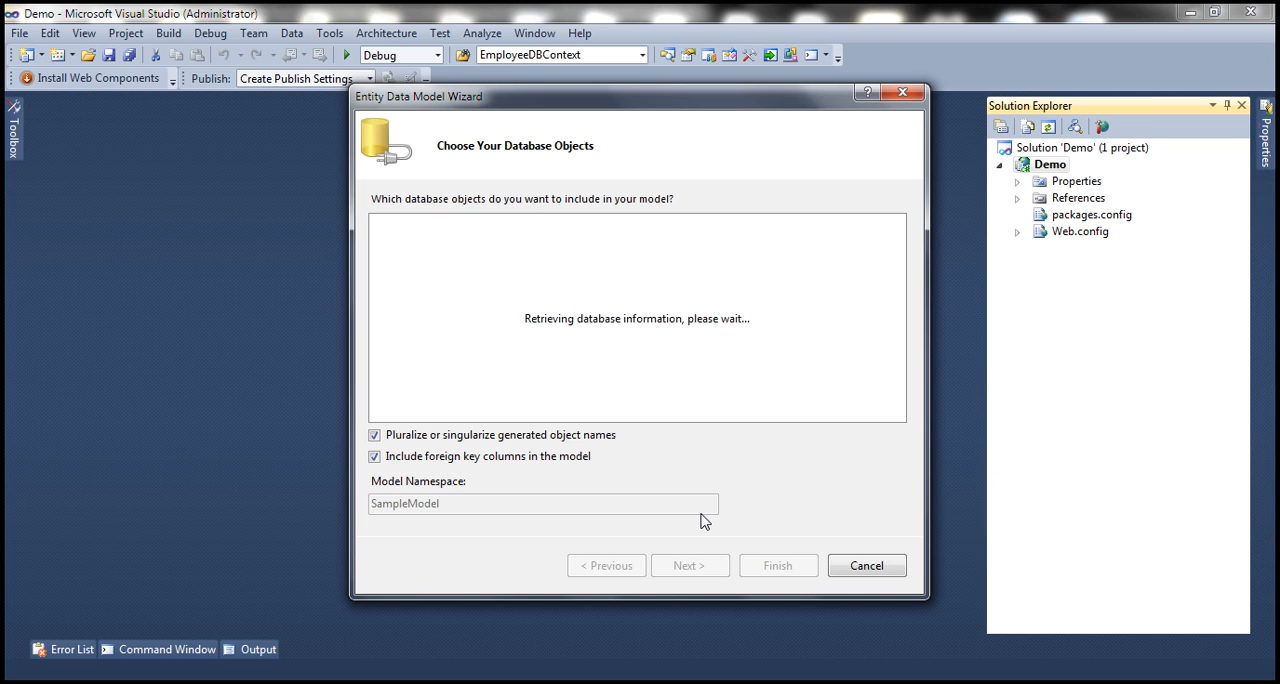 Demo - Microsoft Visual Studio (Administrator)
File Edit View Project Build Debug Team Data Tools Architecture Test Analyze Window Help
Debug EmployeeDBContext
Install Web Components Publish: Create Publish Settings
Entity Data Model Wizard
Choose Your Database Objects
Which database objects do you want to include in your model?
Retrieving database information, please wait...
Pluralize or singularize generated object names
Include foreign key columns in the model
Model Namespace:
SampleModel
< Previous Next > Finish Cancel
Toolbox
Solution Explorer
Solution 'Demo' (1 project)
Demo
Properties
References
packages.config
Web.config
Properties
Error List Command Window Output